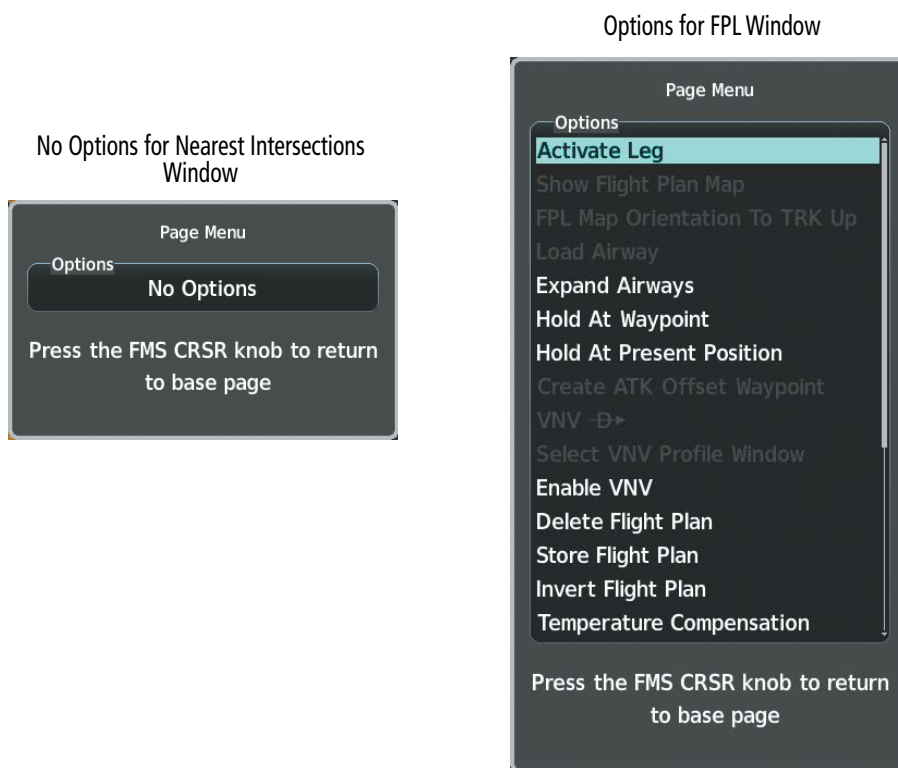 No Options for Nearest Intersections
Window
Page Menu
Options
No Options
Press the FMS CRSR knob to return
to base page
Options for FPL Window
Page Menu
Options
Activate Leg
Show Flight Plan Map
FPL Map Orientation To TRK Up
Load Airway
Expand Airways
Hold At Waypoint
Hold At Present Position
Create ATK Offset Waypoint
VNV D
Select VNV Profile Window
Enable VNV
Delete Flight Plan
Store Flight Plan
Invert Flight Plan
Temperature Compensation
Press the FMS CRSR knob to return
to base page